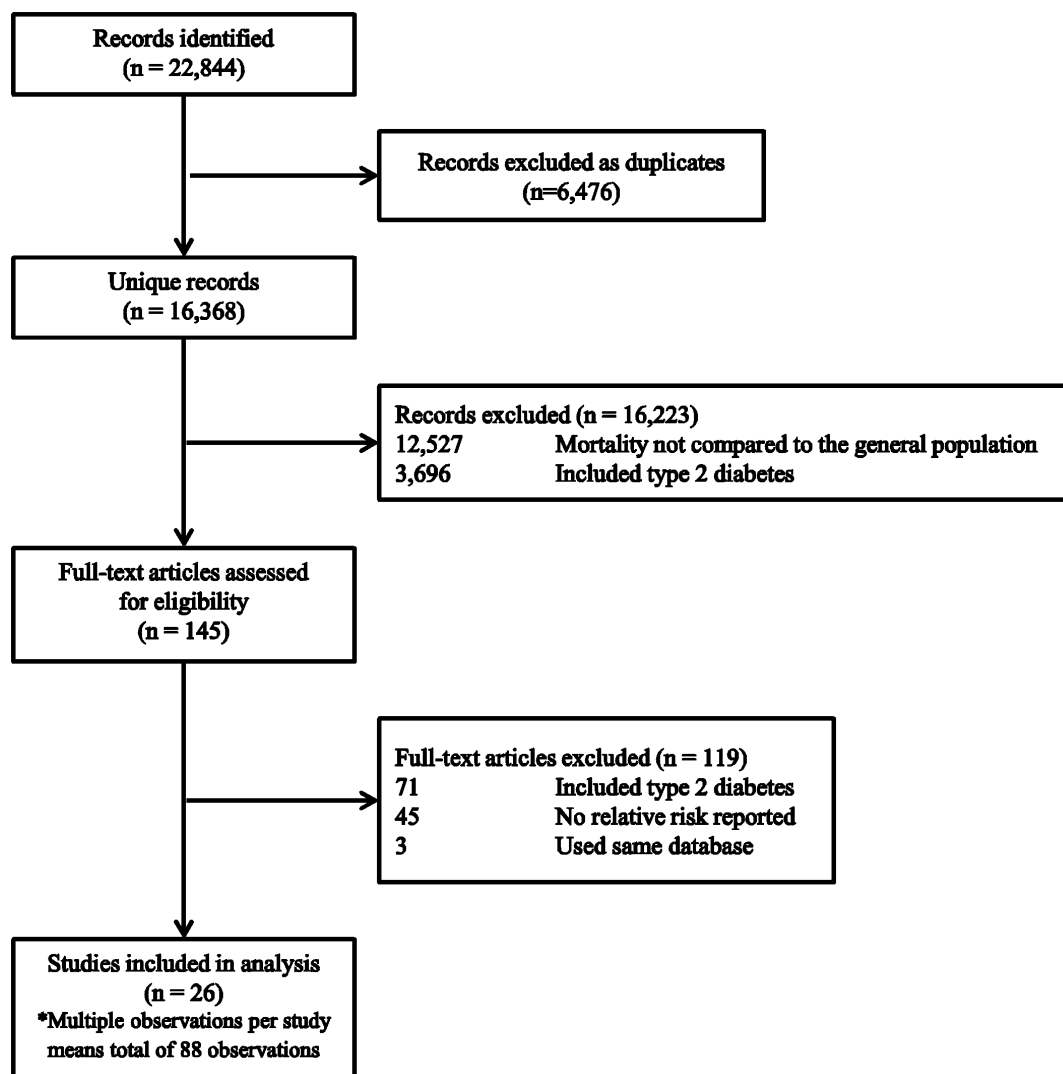 Records identified
(n = 22,844)
Records excluded as duplicates
(n=6,476)
Unique records
(n = 16,368)
Records excluded (n = 16,223)
12,527 Mortality not compared to the general population
3,696 Included type 2 diabetes
Full-text articles assessed
for eligibility
(n = 145)
Full-text articles excluded (n = 119)
71 Included type 2 diabetes
45 No relative risk reported
3 Used same database
Studies included in analysis
(n = 26)
*Multiple observations per study
means total of 88 observations